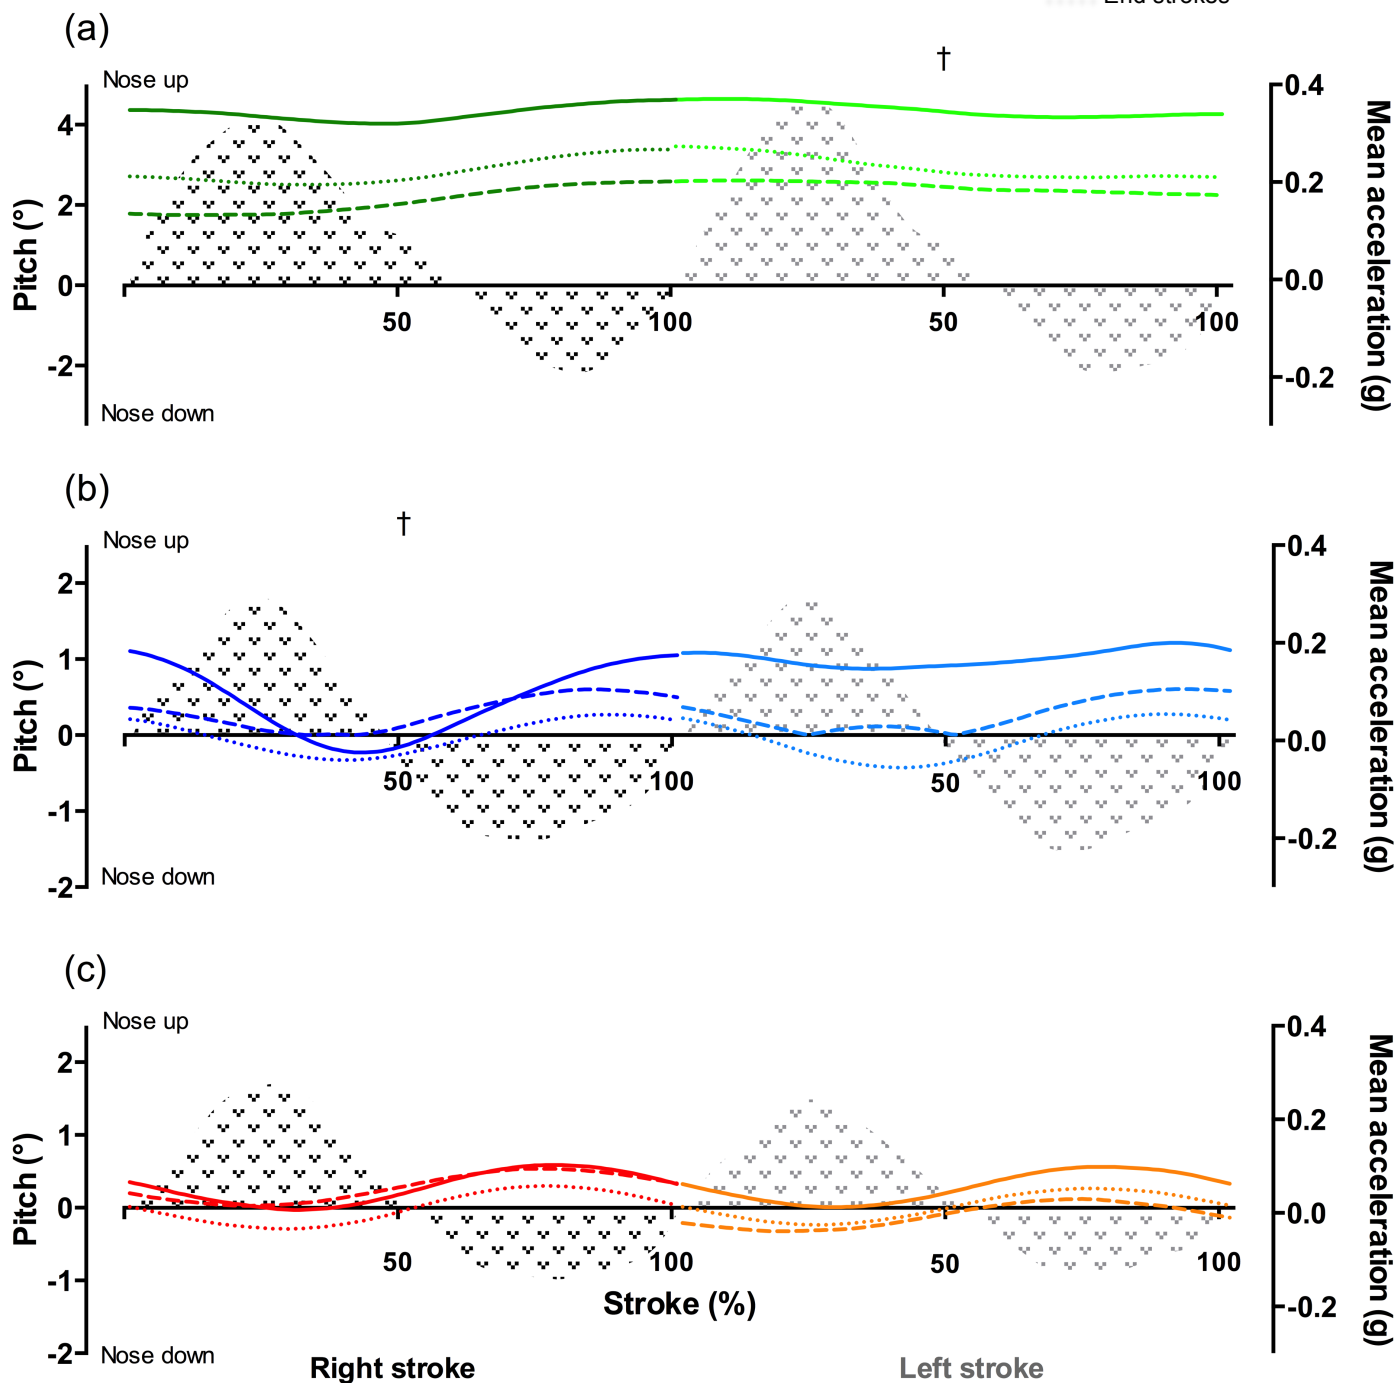 End strokes
(a)
†
Nose up
0.4
4
0.2
2
0.0
0
50
100
50
100
-2
-0.2
Nose down
Pitch (°)
Mean acceleration (g)
(b)
†
Nose up
0.4
2
0.2
1
0
0.0
50
100
50
100
-1
-0.2
-2
Nose down
Pitch (°)
Mean acceleration (g)
(c)
Nose up
0.4
2
0.2
1
0
0.0
50
100
50
100
-1
-0.2
Stroke (%)
-2
Nose down
Pitch (°)
Mean acceleration (g)
Right stroke
Left stroke